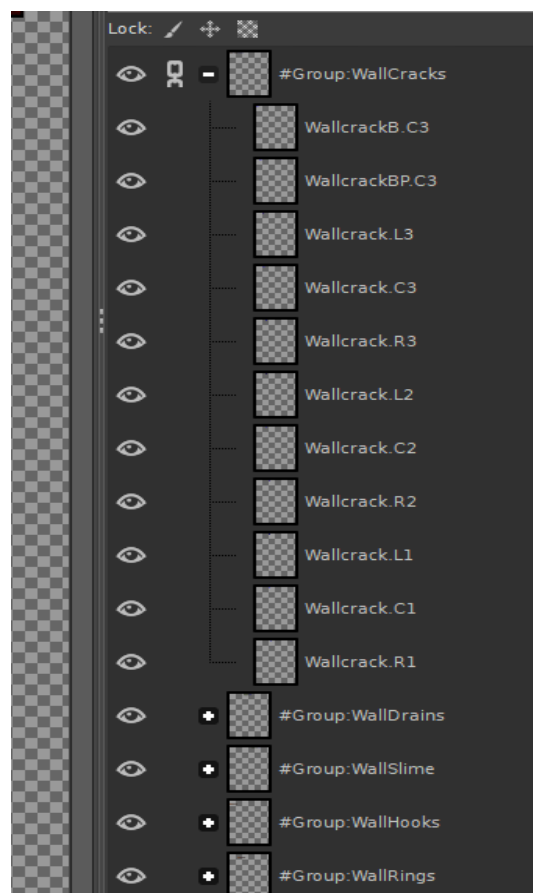 Lock:
#Group:WallCracks
WallcrackB.C3
WallcrackBP.C3
Wallcrack.L3
Wallcrack.C3
Wallcrack.R3
Wallcrack.L2
Wallcrack.C2
Wallcrack.R2
Wallcrack.L1
Wallcrack.C1
Wallcrack.R1
#Group:WallDrains
#Group:WallSlime
#Group:WallHooks
#Group:WallRings